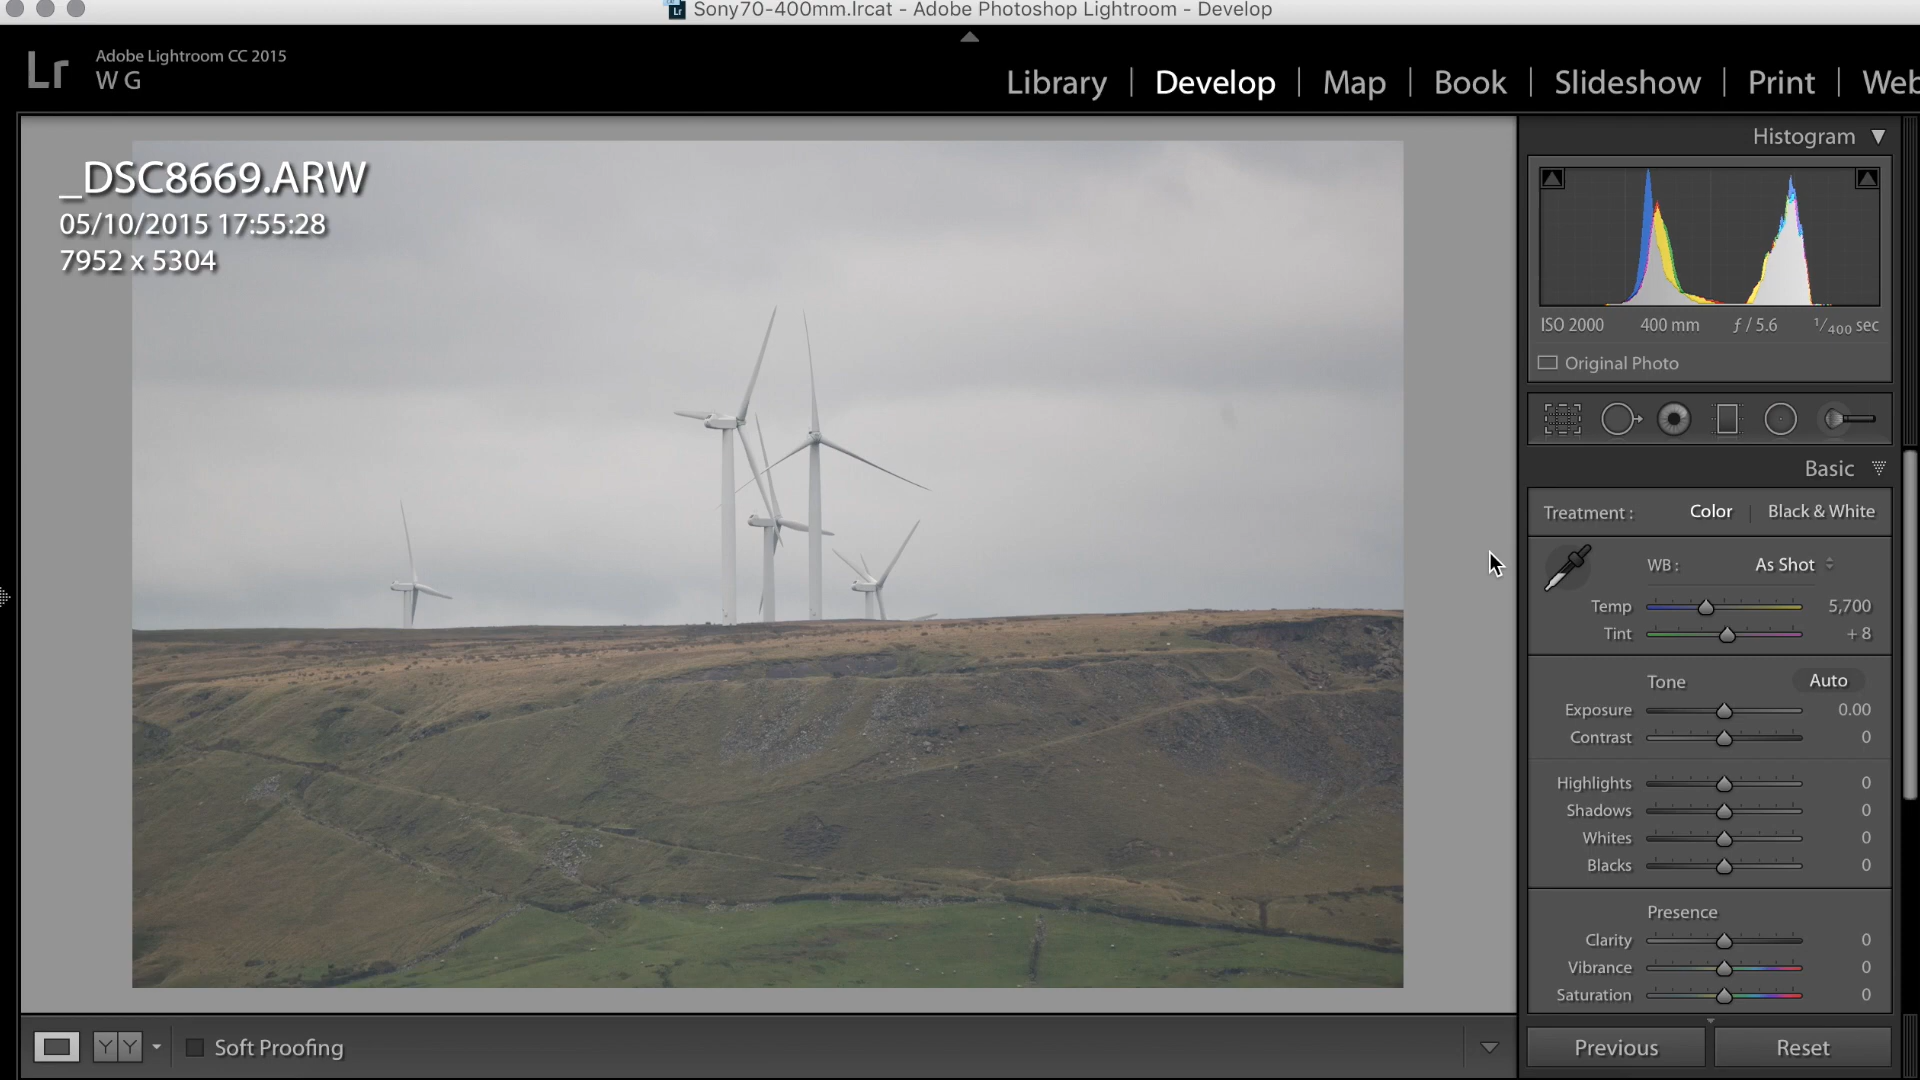 Sony70-400mm.lrcat - Adobe Photoshop Lightroom - Develop
Lr
Adobe Lightroom CC 2015
W G
Library | Develop | Map | Book | Slideshow | Print | Web
_DSC8669.ARW
05/10/2015 17:55:28
7952 x 5304
Histogram
ISO 2000 400 mm ƒ / 5.6 1/400 sec
Original Photo
Basic
Treatment : Color | Black & White
WB : As Shot
Temp 5,700
Tint + 8
Tone Auto
Exposure 0.00
Contrast 0
Highlights 0
Shadows 0
Whites 0
Blacks 0
Presence
Clarity 0
Vibrance 0
Saturation 0
Y Y Soft Proofing
Previous Reset